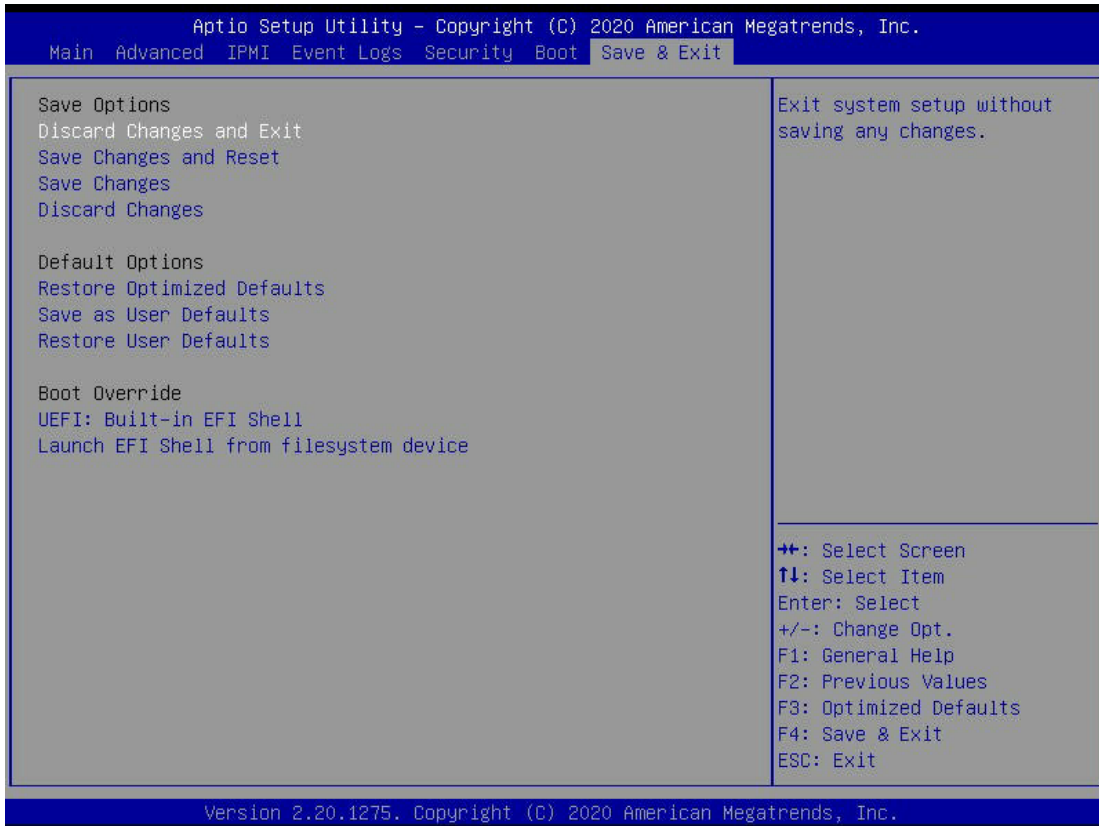 Aptio Setup Utility – Copyright (C) 2020 American Megatrends, Inc.
Main Advanced IPMI Event Logs Security Boot Save & Exit
Save Options
Discard Changes and Exit
Save Changes and Reset
Save Changes
Discard Changes
Default Options
Restore Optimized Defaults
Save as User Defaults
Restore User Defaults
Boot Override
UEFI: Built-in EFI Shell
Launch EFI Shell from filesystem device
Exit system setup without
saving any changes.
→←: Select Screen
↑↓: Select Item
Enter: Select
+/-: Change Opt.
F1: General Help
F2: Previous Values
F3: Optimized Defaults
F4: Save & Exit
ESC: Exit
Version 2.20.1275. Copyright (C) 2020 American Megatrends, Inc.